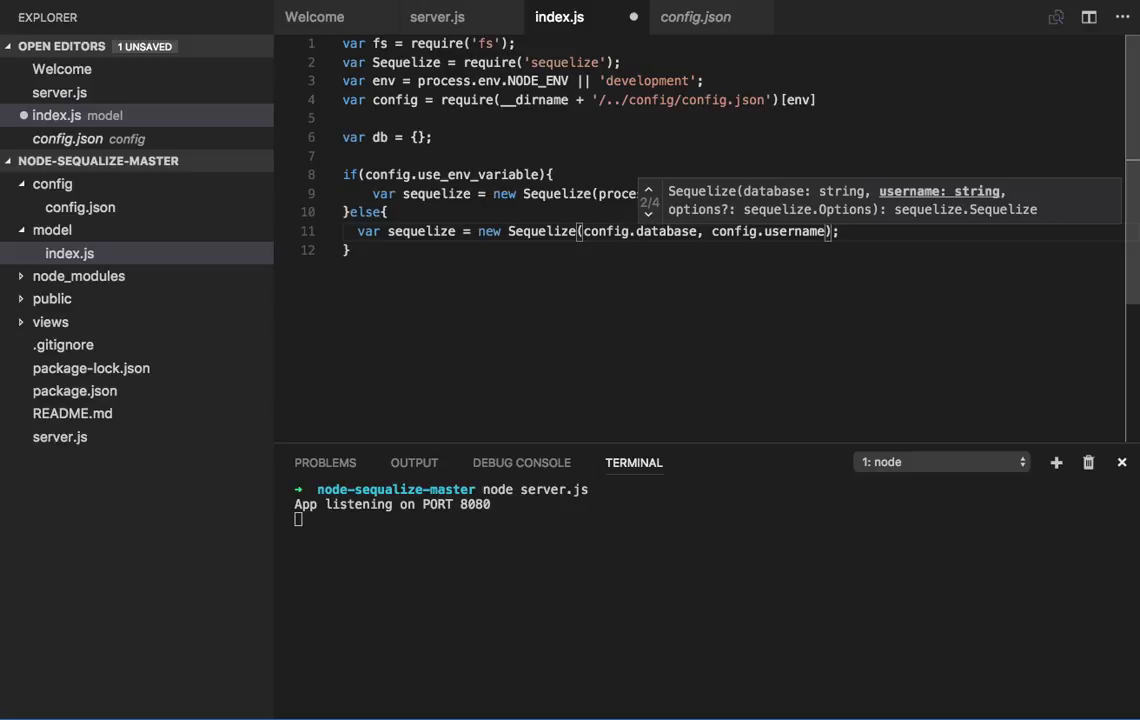 EXPLORER
OPEN EDITORS 1 UNSAVED
Welcome
server.js
index.js model
config.json config
NODE-SEQUALIZE-MASTER
config
config.json
model
index.js
node_modules
public
views
.gitignore
package-lock.json
package.json
README.md
server.js
Welcome server.js index.js config.json
1 var fs = require('fs');
2 var Sequelize = require('sequelize');
3 var env = process.env.NODE_ENV || 'development';
4 var config = require(__dirname + '/../config/config.json')[env]
5
6 var db = {};
7
8 if(config.use_env_variable){
9 var sequelize = new Sequelize(proce
10 }else{
11 var sequelize = new Sequelize(config.database, config.username);
12 }
2/4 Sequelize(database: string, username: string,
options?: sequelize.Options): sequelize.Sequelize
PROBLEMS OUTPUT DEBUG CONSOLE TERMINAL 1: node
→ node-sequalize-master node server.js
App listening on PORT 8080